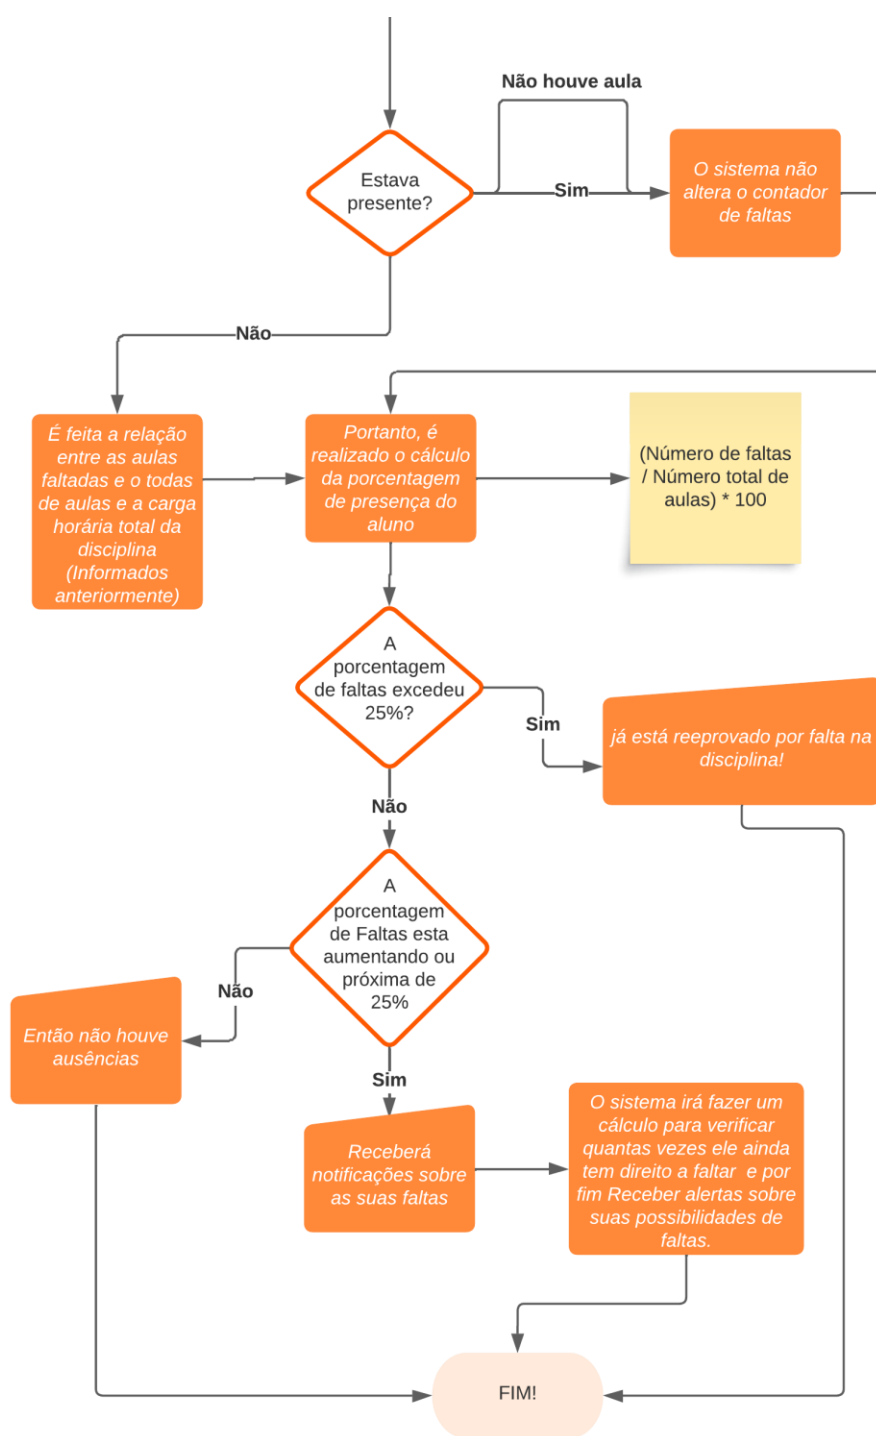 Não houve aula
Estava
presente?
Sim
O sistema não
altera o contador
de faltas
Não
É feita a relação
entre as aulas
faltadas e o todas
de aulas e a carga
horária total da
disciplina
(Informados
anteriormente)
Portanto, é
realizado o cálculo
da porcentagem
de presença do
aluno
(Número de faltas
/ Número total de
aulas) * 100
A
porcentagem
de faltas excedeu
25%?
Sim
já está reeprovado por falta na
disciplina!
Não
A
porcentagem
de Faltas esta
aumentando ou
próxima de
25%
Não
Então não houve
ausências
Sim
Receberá
notificações sobre
as suas faltas
O sistema irá fazer um
cálculo para verificar
quantas vezes ele ainda
tem direito a faltar e por
fim Receber alertas sobre
suas possibilidades de
faltas.
FIM!